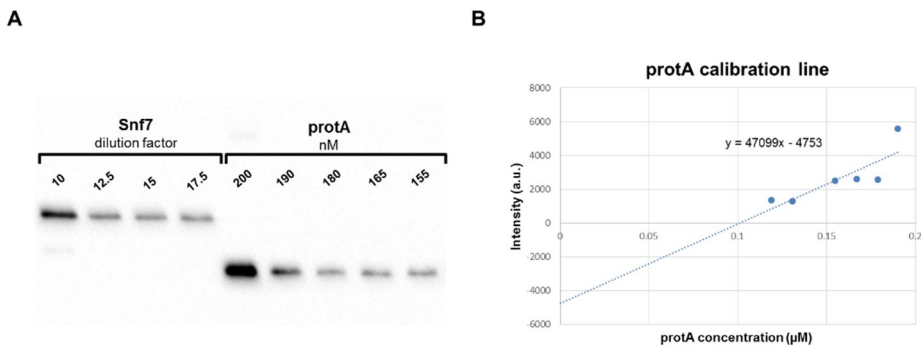 A
Snf7
dilution factor
protA
nM
10 12.5 15 17.5 200 190 180 165 155
B
protA calibration line
8000
6000
4000
2000
0
-2000
-4000
-6000
y = 47099x - 4753
0 0.05 0.1 0.15 0.2
Intensity (a.u.)
protA concentration (µM)